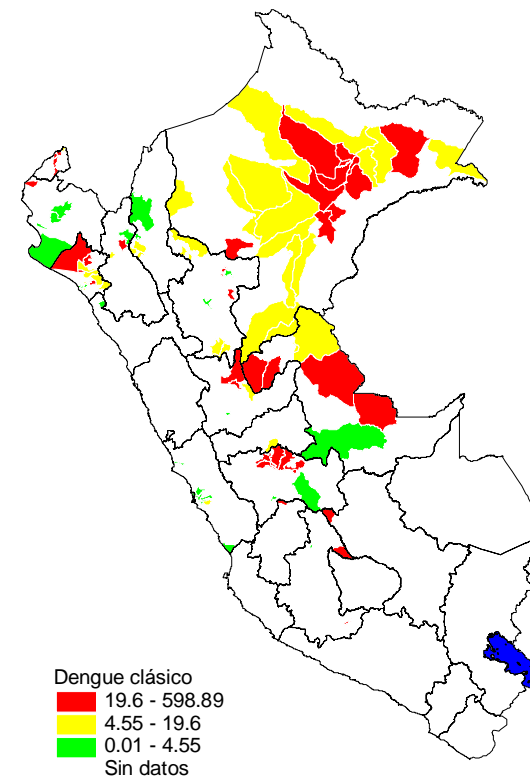 Dengue clásico
19.6 - 598.89
4.55 - 19.6
0.01 - 4.55
Sin datos